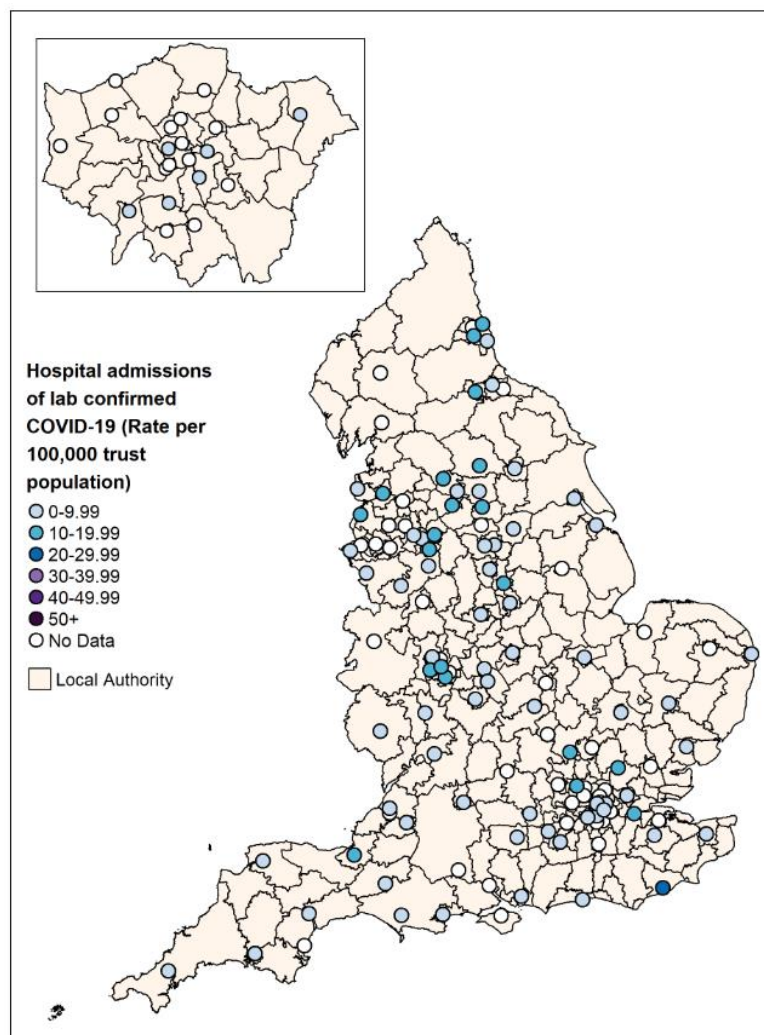 Hospital admissions
of lab confirmed
COVID-19 (Rate per
100,000 trust
population)
0-9.99
10-19.99
20-29.99
30-39.99
40-49.99
50+
No Data
Local Authority